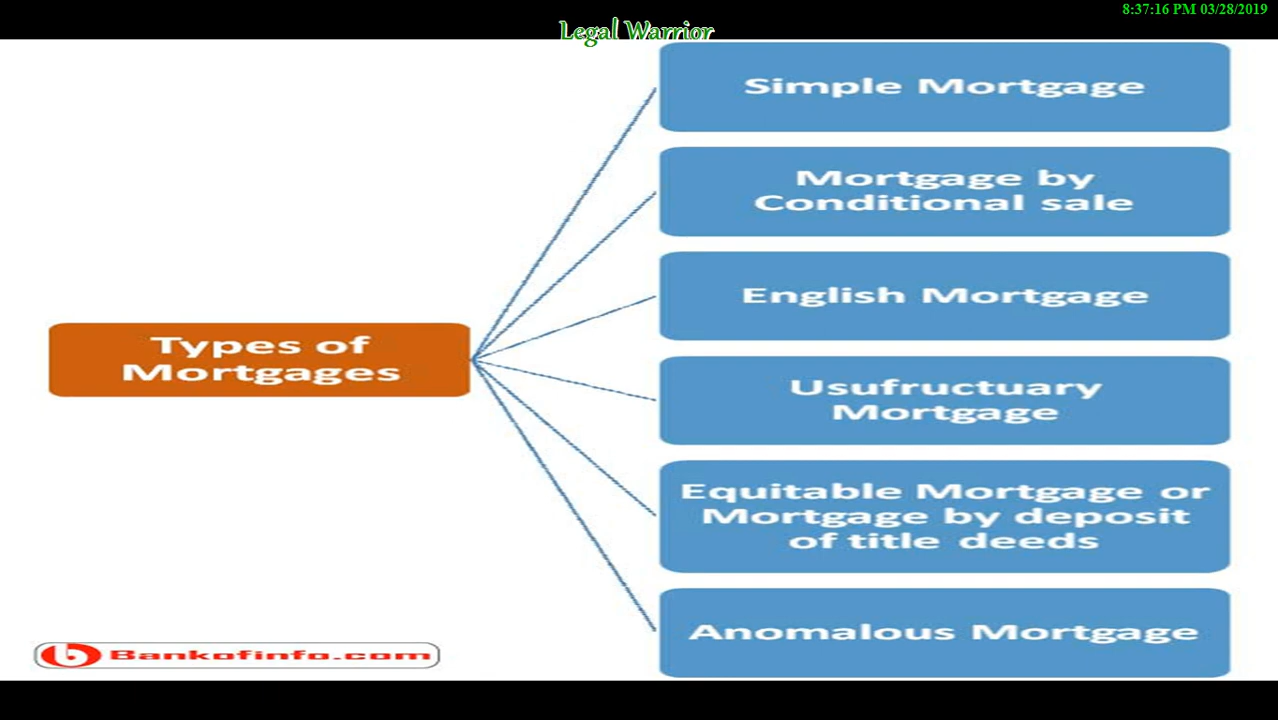 8:37:16 PM 03/28/2019
Legal Warrior
Simple Mortgage
Mortgage by
Conditional sale
English Mortgage
Types of
Mortgages
Usufructuary
Mortgage
Equitable Mortgage or
Mortgage by deposit
of title deeds
Anomalous Mortgage
b Bankofinfo.com